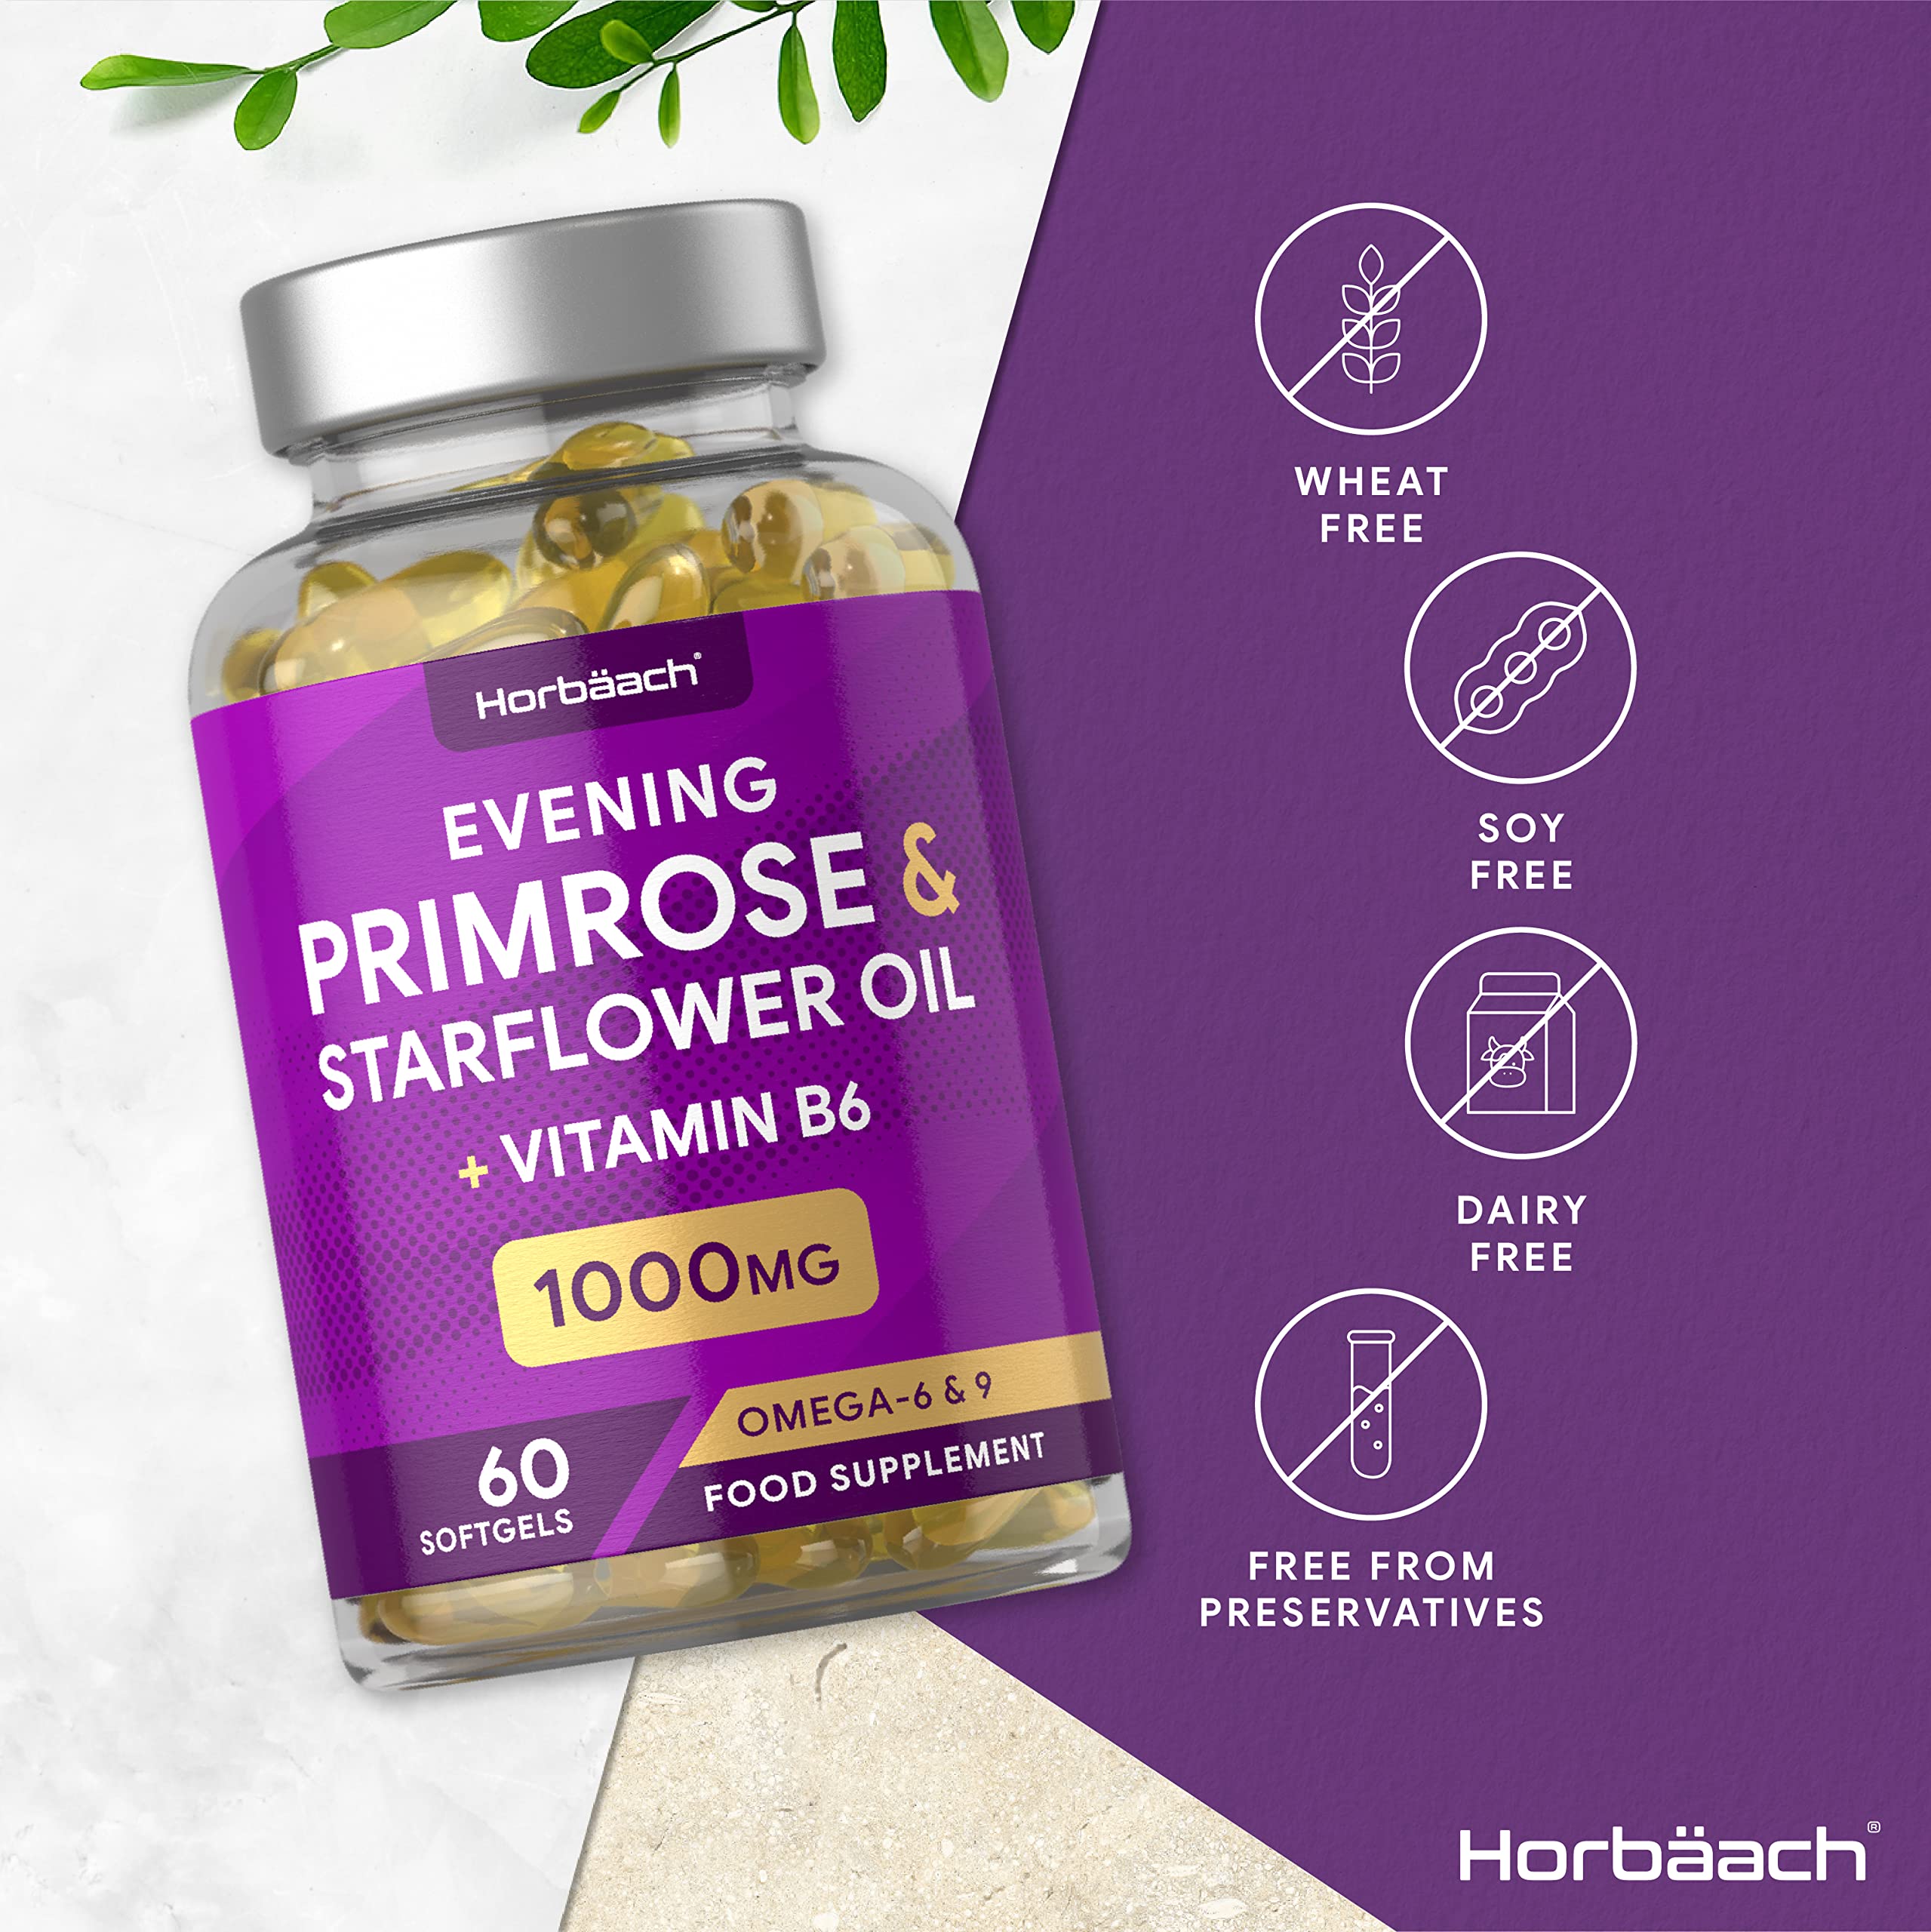 Horbäach®
EVENING
PRIMROSE &
STARFLOWER OIL
+ VITAMIN B6
1000MG
OMEGA-6 & 9
60
SOFTGELS
FOOD SUPPLEMENT
WHEAT
FREE
SOY
FREE
DAIRY
FREE
FREE FROM
PRESERVATIVES
Horbäach®